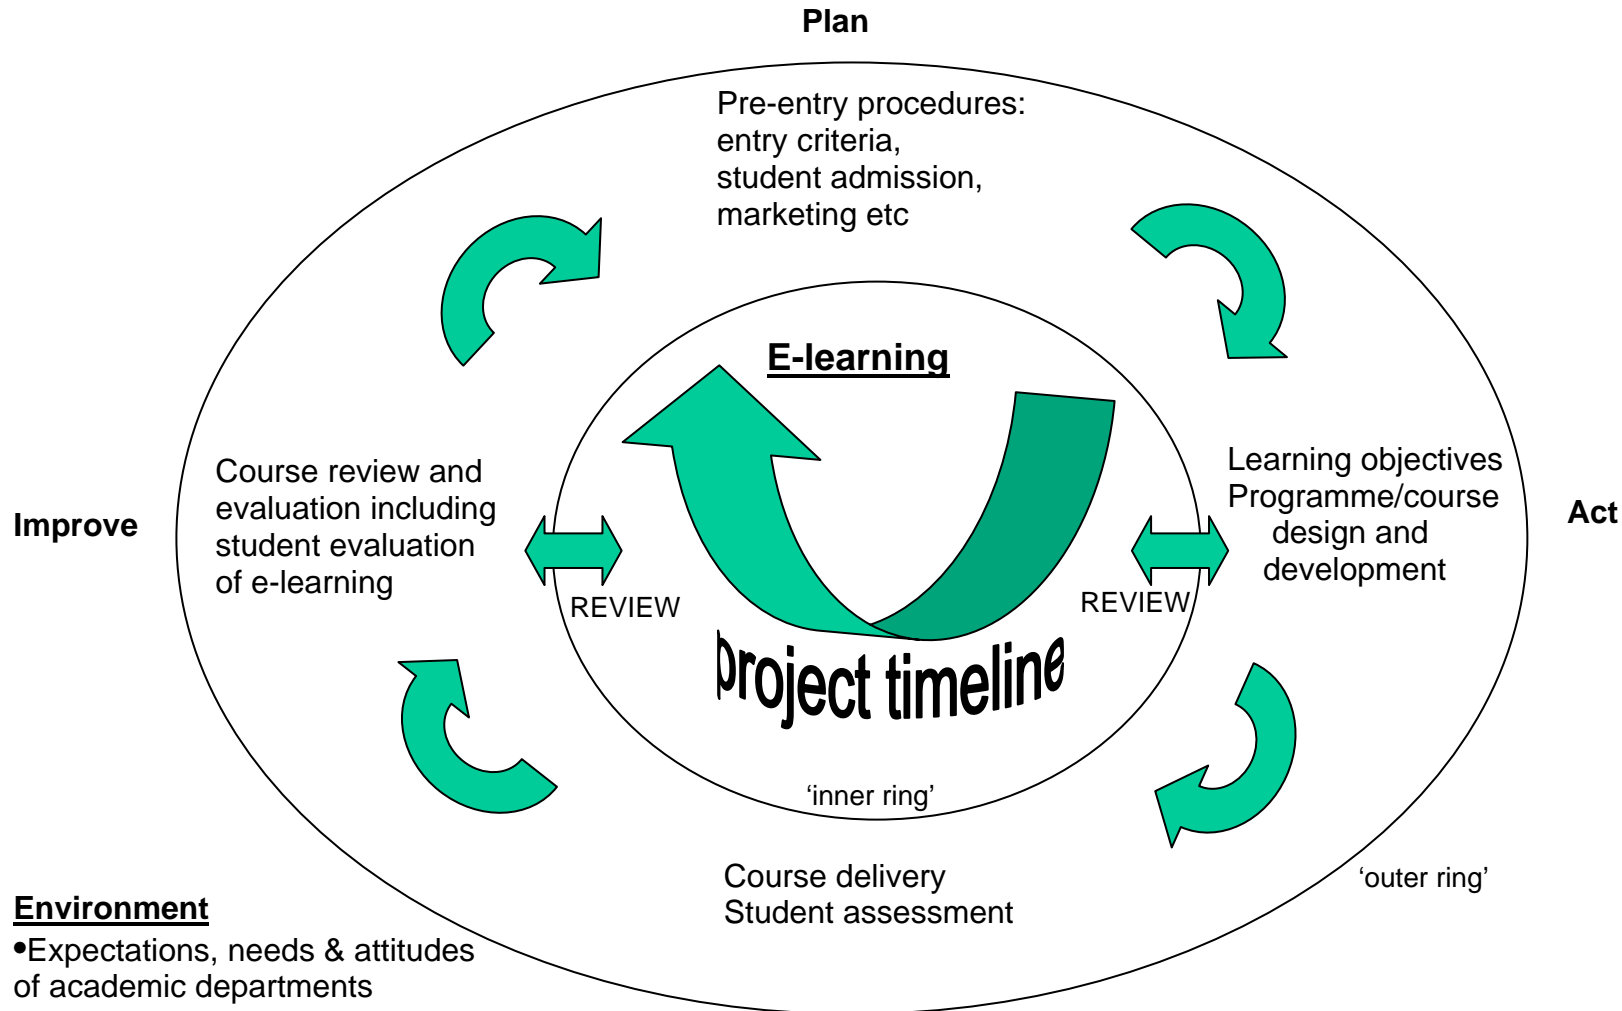 Plan
Pre-entry procedures:
entry criteria,
student admission,
marketing etc
E-learning
Learning objectives
Programme/course
design and
development
Course review and
evaluation including
student evaluation
of e-learning
Improve
Act
REVIEW
REVIEW
project timeline
‘inner ring’
Course delivery
Student assessment
‘outer ring’
Environment
•Expectations, needs & attitudes
of academic departments